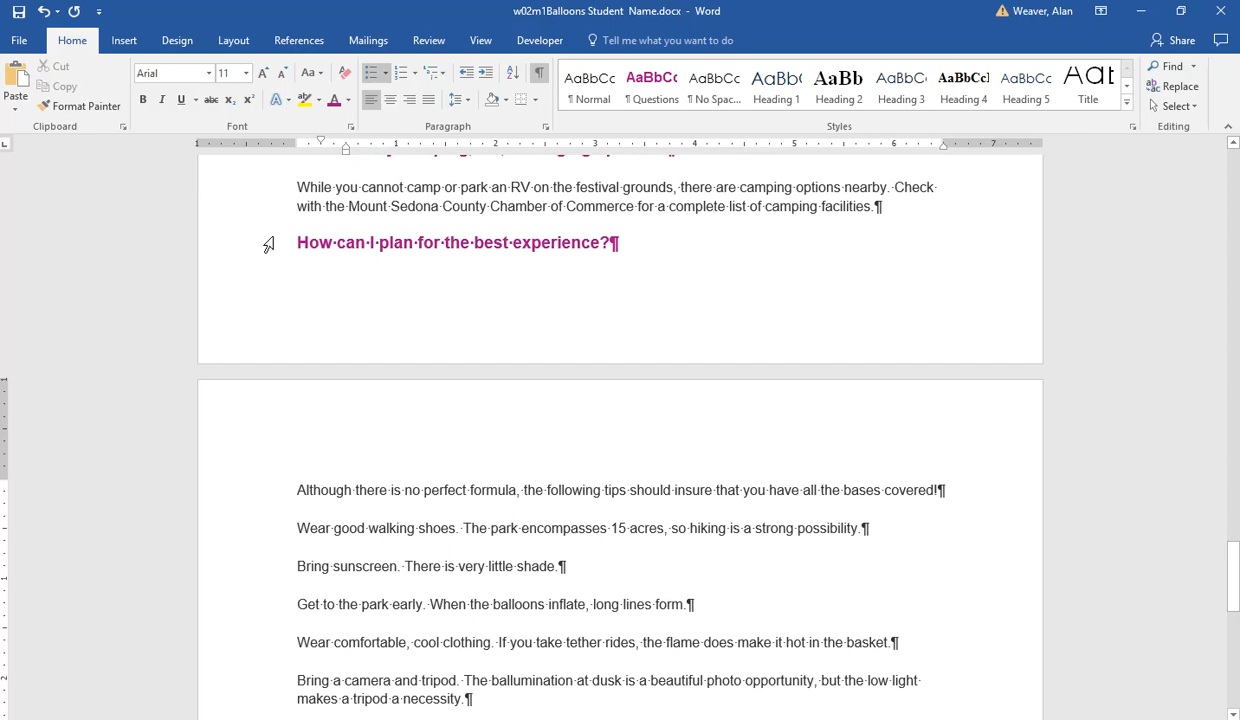 w02m1Balloons Student Name.docx - Word
Weaver, Alan
File Home Insert Design Layout References Mailings Review View Developer Tell me what you want to do Share
Paste
Cut
Copy
Format Painter
Clipboard
Arial 11
Font
Paragraph
AaBbCc AaBbCc AaBbCc AaBb( AaBb AaBbC AaBbCcI AaBbCc Aat
¶ Normal ¶ Questions ¶ No Spac... Heading 1 Heading 2 Heading 3 Heading 4 Heading 5 Title
Styles
Find
Replace
Select
Editing
1 1 2 3 4 5 7
While·you·cannot·camp·or·park·an·RV·on·the·festival·grounds,·there·are·camping·options·nearby.·Check·
with·the·Mount·Sedona·County·Chamber·of·Commerce·for·a·complete·list·of·camping·facilities.¶
How·can·I·plan·for·the·best·experience?¶
Although·there·is·no·perfect·formula,·the·following·tips·should·insure·that·you·have·all·the·bases·covered!¶
Wear·good·walking·shoes.·The·park·encompasses·15·acres,·so·hiking·is·a·strong·possibility.¶
Bring·sunscreen.·There·is·very·little·shade.¶
Get·to·the·park·early.·When·the·balloons·inflate,·long·lines·form.¶
Wear·comfortable,·cool·clothing.·If·you·take·tether·rides,·the·flame·does·make·it·hot·in·the·basket.¶
Bring·a·camera·and·tripod.·The·ballumination·at·dusk·is·a·beautiful·photo·opportunity,·but·the·low·light·
makes·a·tripod·a·necessity.¶